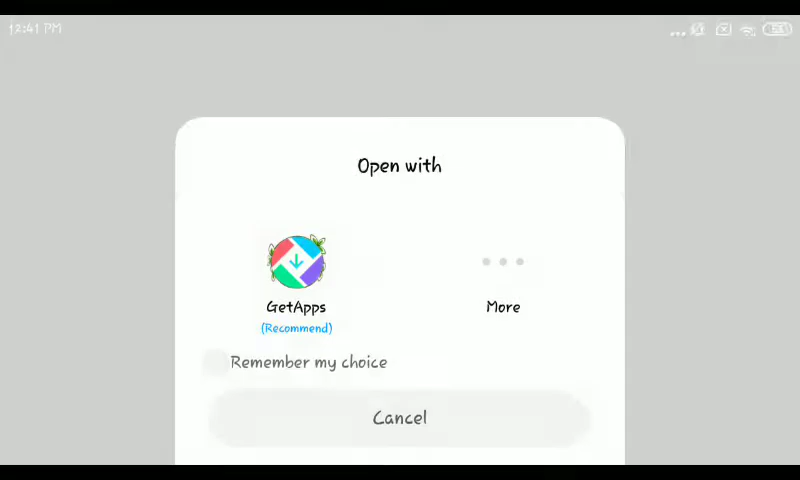 12:41 PM
Open with
GetApps
More
(Recommend)
Remember my choice
Cancel